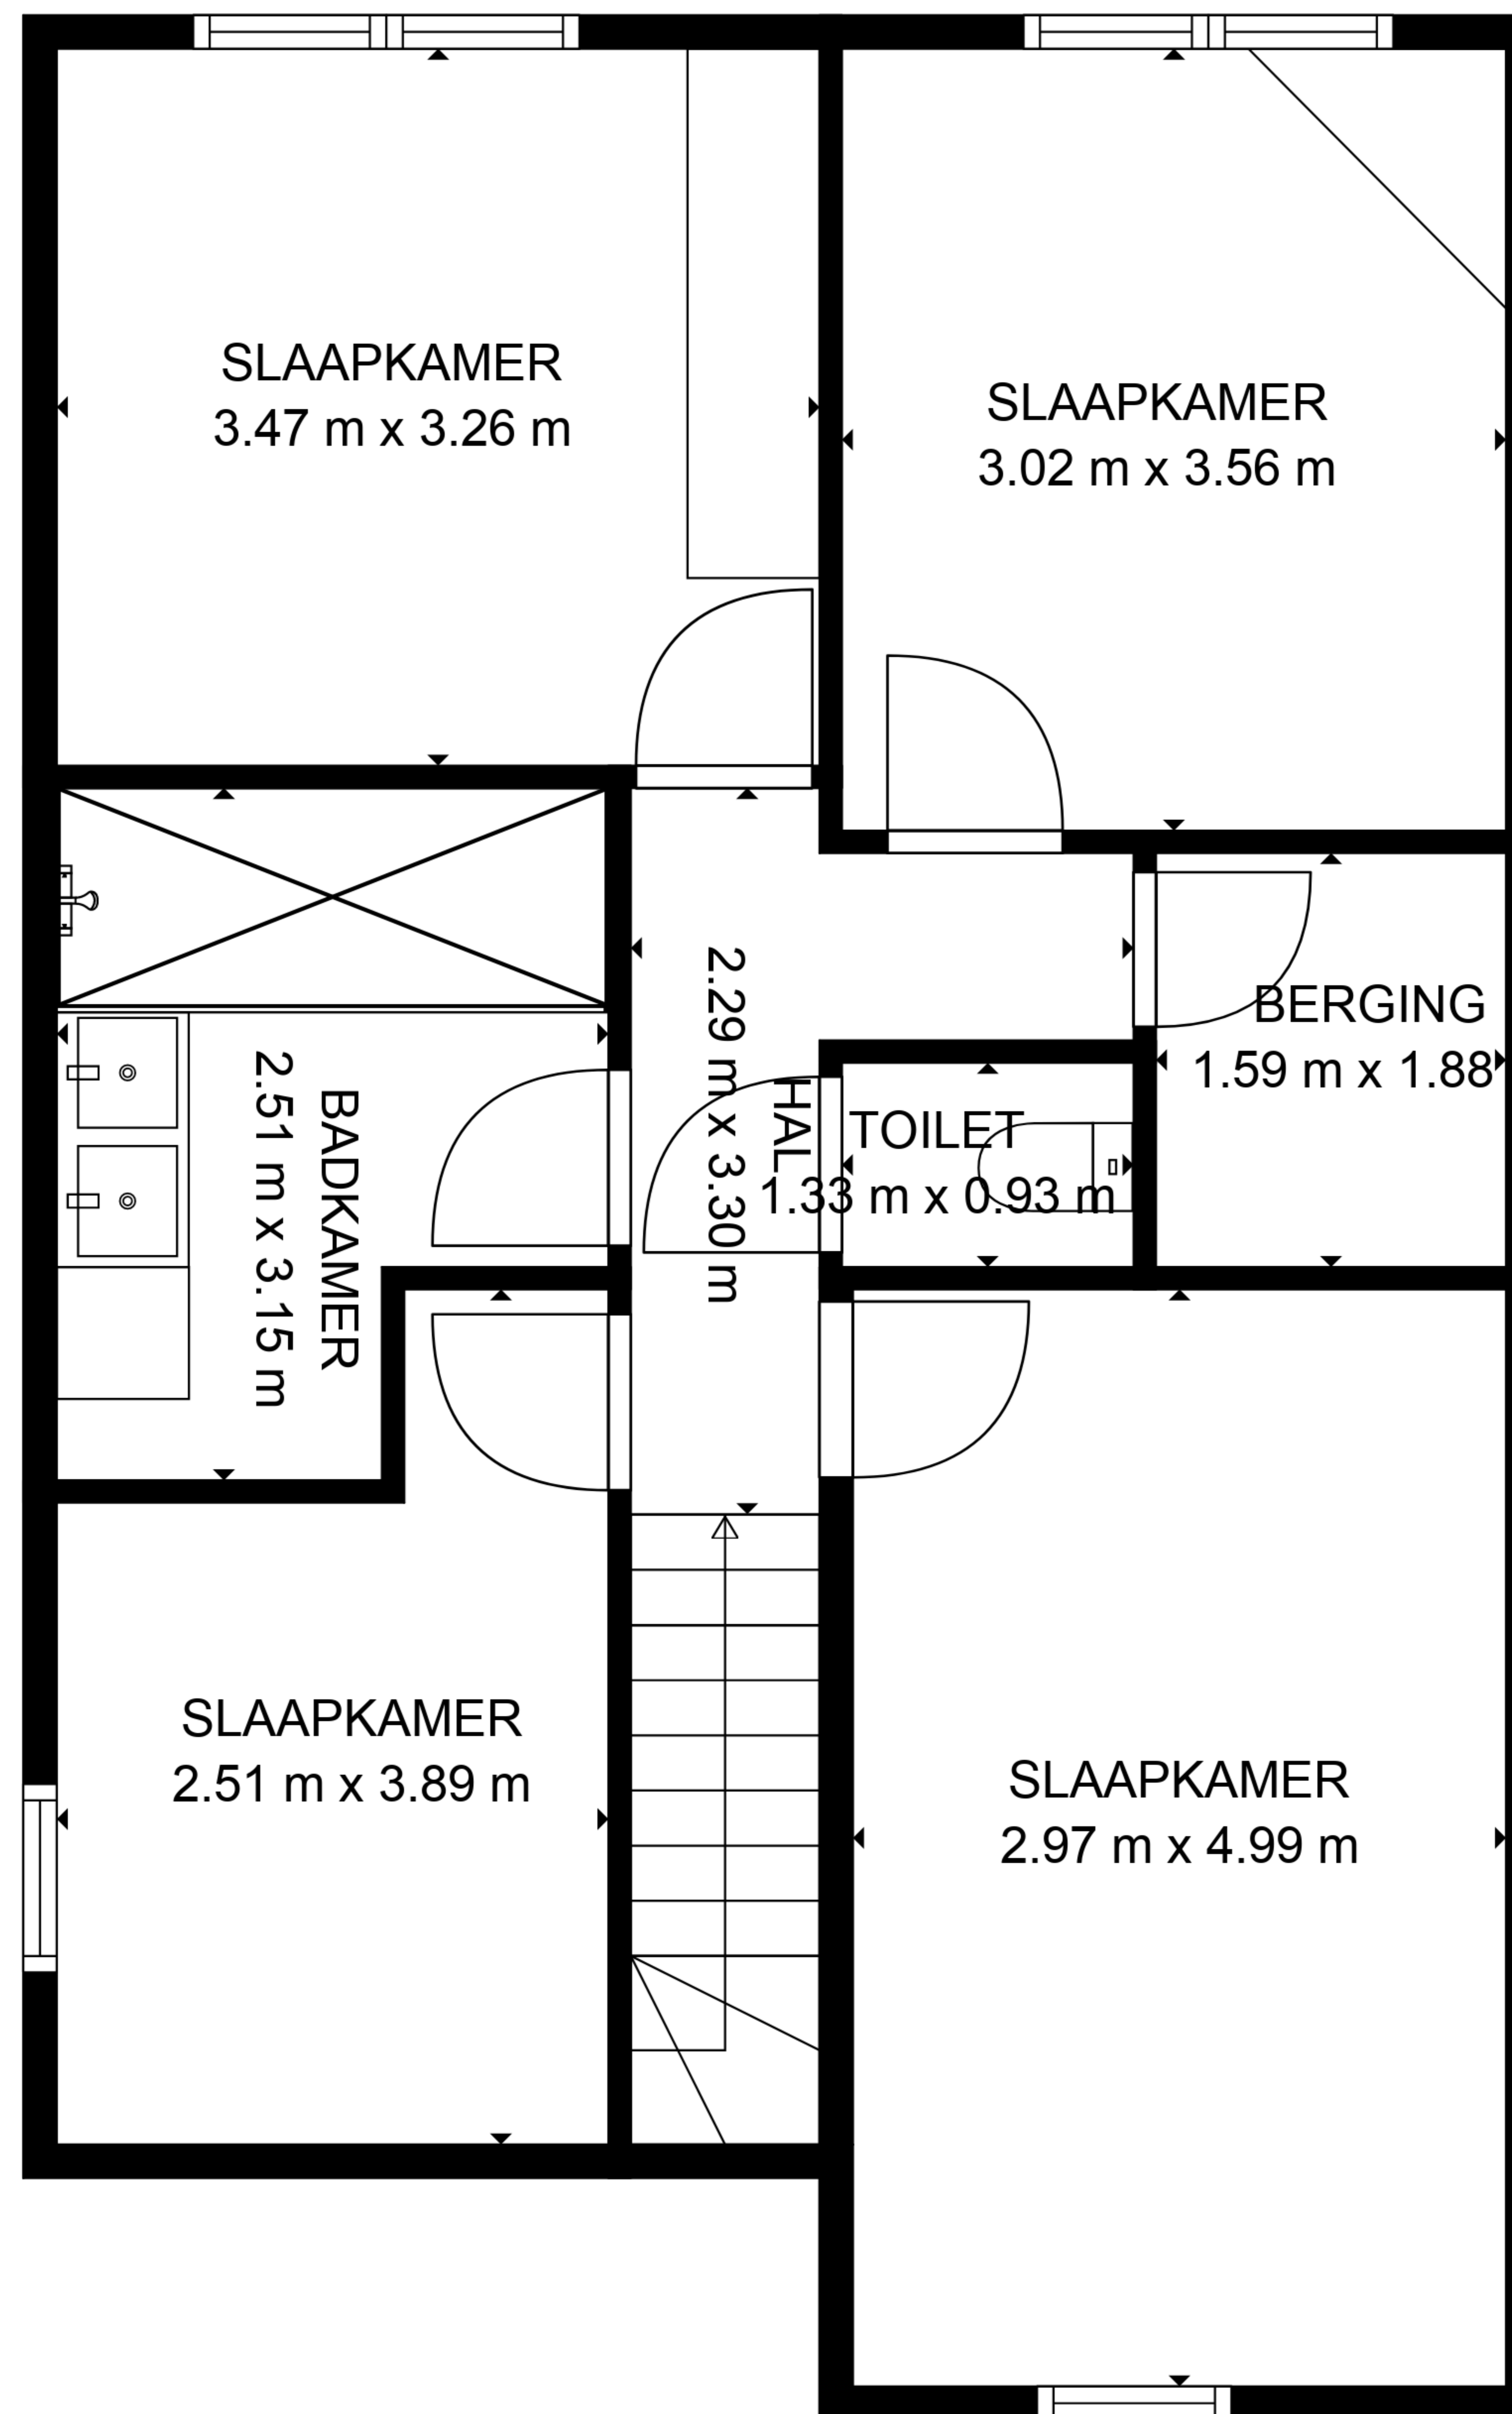 SLAAPKAMER
3.47 m x 3.26 m
SLAAPKAMER
3.02 m x 3.56 m
BERGING
1.59 m x 1.88
HAL
2.29 m x 3.30 m
TOILET
1.33 m x 0.93 m
BADKAMER
2.51 m x 3.15 m
SLAAPKAMER
2.51 m x 3.89 m
SLAAPKAMER
2.97 m x 4.99 m